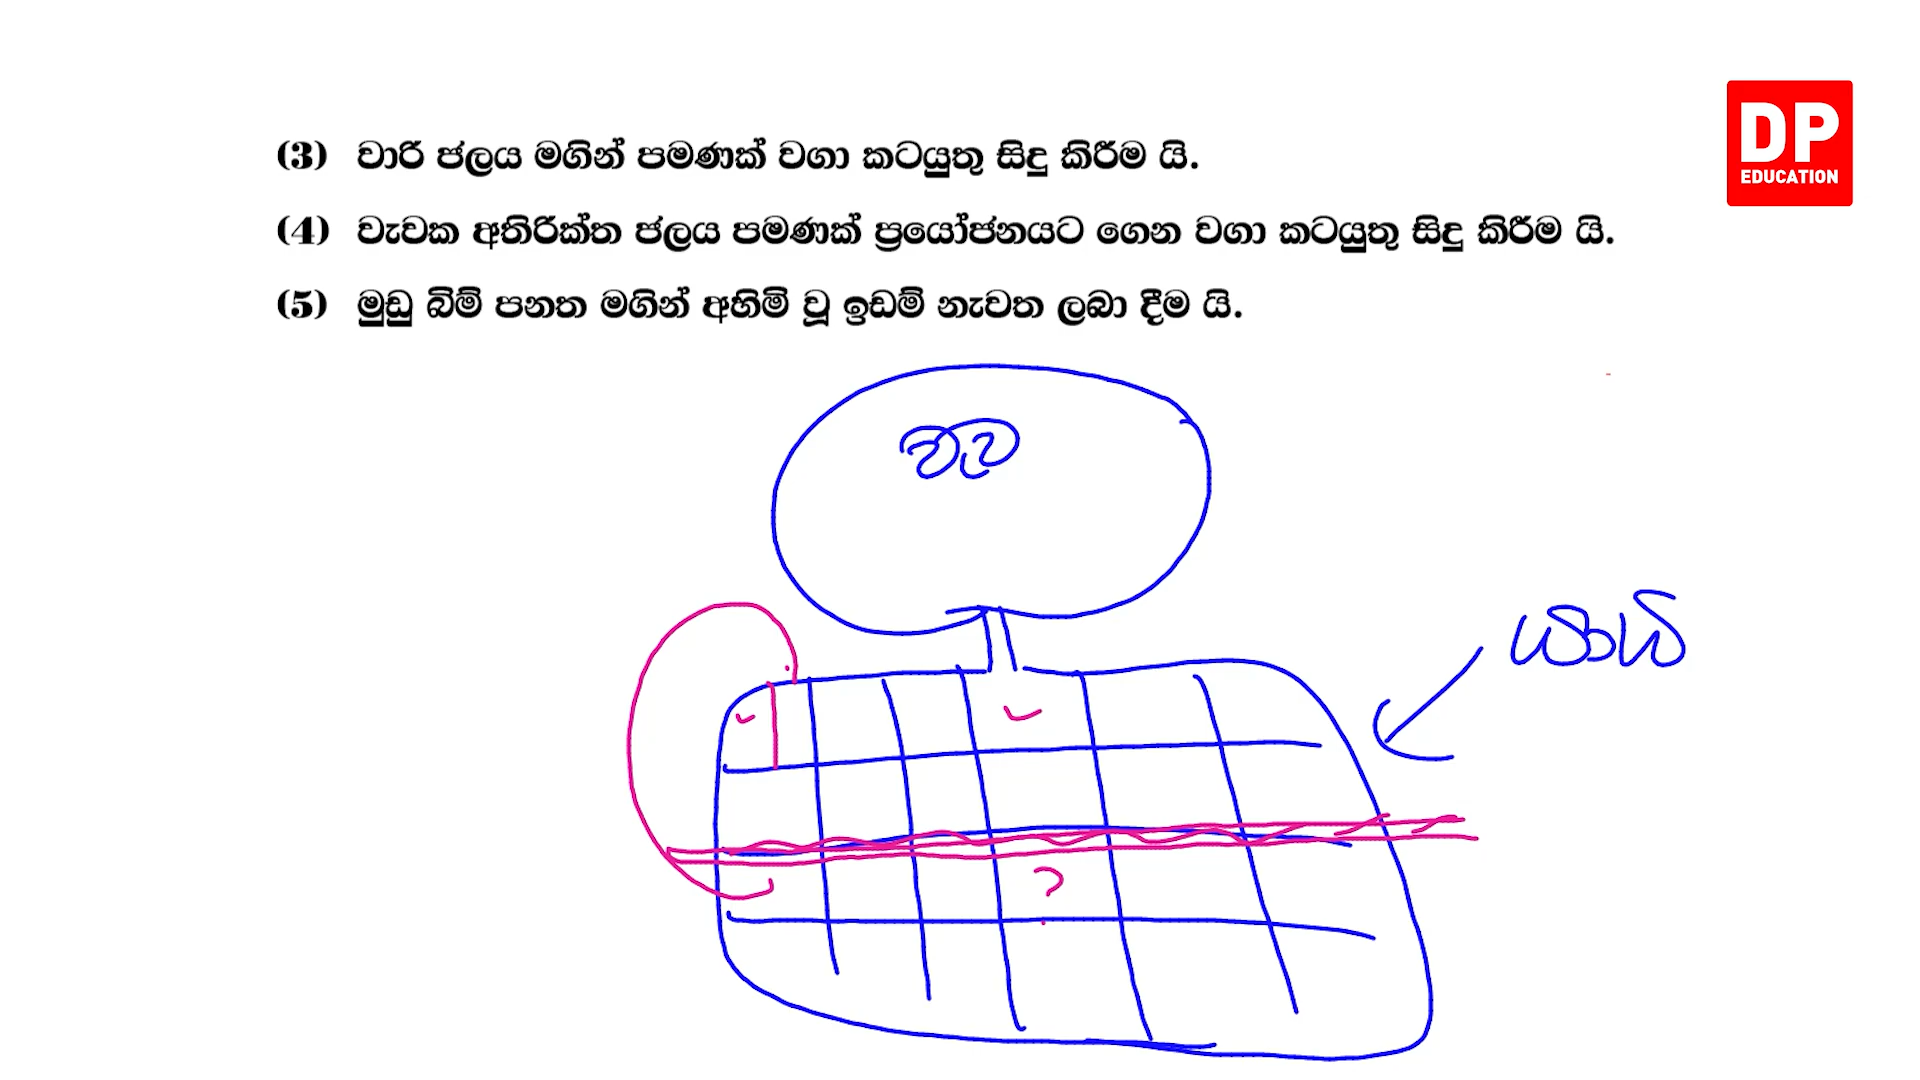 DP
EDUCATION
(3) වාරි ජලය මගින් පමණක් වගා කටයුතු සිදු කිරීම යි.
(4) වැවක අතිරික්ත ජලය පමණක් ප්‍රයෝජනයට ගෙන වගා කටයුතු සිදු කිරීම යි.
(5) මුඩු බිම් පනත මගින් අහිමි වූ ඉඩම් නැවත ලබා දීම යි.
වැව
යාය
?